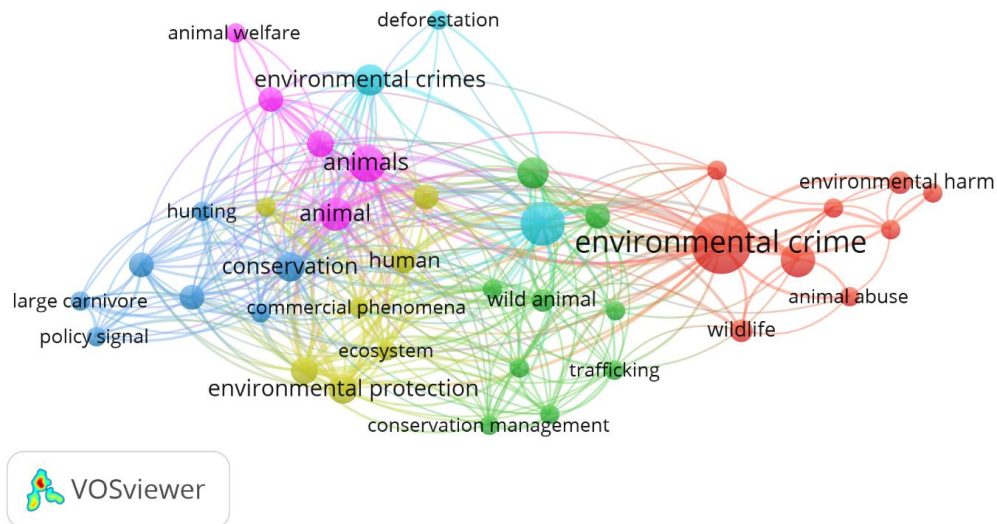 deforestation
animal welfare
environmental crimes
animals
environmental harm
hunting
animal
environmental crime
conservation
human
large carnivore
wild animal
animal abuse
commercial phenomena
policy signal
wildlife
ecosystem
trafficking
environmental protection
conservation management
VOSviewer